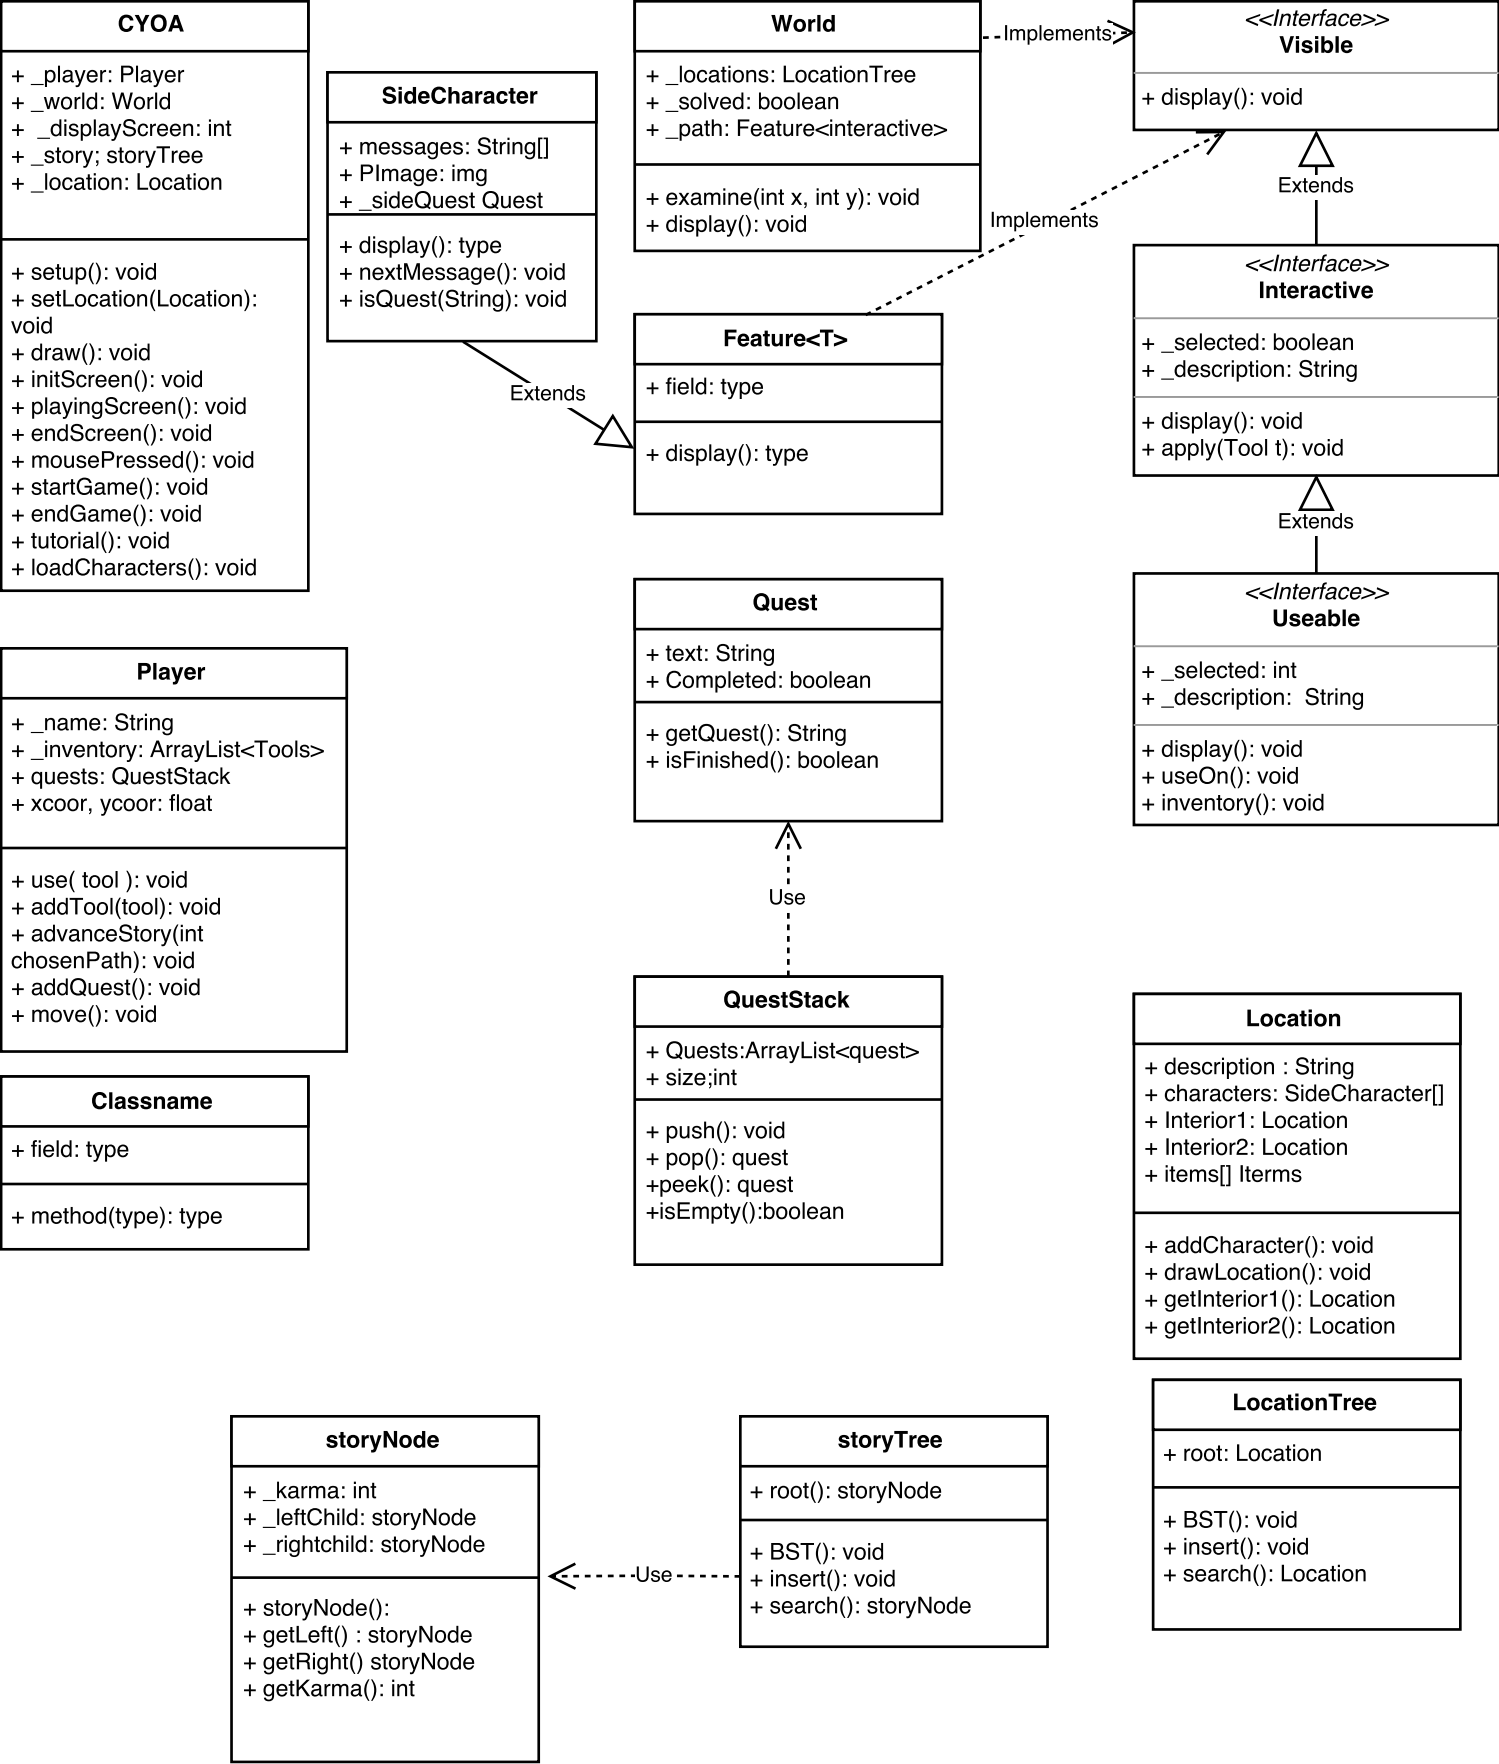 CYOA
+ _player: Player
+ _world: World
+  _displayScreen: int
+ _story; storyTree
+ _location: Location
+ setup(): void
+ setLocation(Location):
void
+ draw(): void
+ initScreen(): void
+ playingScreen(): void
+ endScreen(): void
+ mousePressed(): void
+ startGame(): void
+ endGame(): void
+ tutorial(): void
+ loadCharacters(): void
SideCharacter
+ messages: String[]
+ PImage: img
+ _sideQuest Quest
+ display(): type
+ nextMessage(): void
+ isQuest(String): void
Extends
World
+ _locations: LocationTree
+ _solved: boolean
+ _path: Feature<interactive>
+ examine(int x, int y): void
+ display(): void
Implements
<<Interface>>
Visible
+ display(): void
Implements
Extends
Feature<T>
+ field: type
+ display(): type
<<Interface>>
Interactive
+ _selected: boolean
+ _description: String
+ display(): void
+ apply(Tool t): void
Extends
<<Interface>>
Useable
+ _selected: int
+ _description:  String
+ display(): void
+ useOn(): void
+ inventory(): void
Quest
+ text: String
+ Completed: boolean
+ getQuest(): String
+ isFinished(): boolean
Use
Player
+ _name: String
+ _inventory: ArrayList<Tools>
+ quests: QuestStack
+ xcoor, ycoor: float
+ use( tool ): void
+ addTool(tool): void
+ advanceStory(int
chosenPath): void
+ addQuest(): void
+ move(): void
Classname
+ field: type
+ method(type): type
QuestStack
+ Quests:ArrayList<quest>
+ size;int
+ push(): void
+ pop(): quest
+peek(): quest
+isEmpty():boolean
Location
+ description : String
+ characters: SideCharacter[]
+ Interior1: Location
+ Interior2: Location
+ items[] Iterms
+ addCharacter(): void
+ drawLocation(): void
+ getInterior1(): Location
+ getInterior2(): Location
storyNode
+ _karma: int
+ _leftChild: storyNode
+ _rightchild: storyNode
+ storyNode():
+ getLeft() : storyNode
+ getRight() storyNode
+ getKarma(): int
Use
storyTree
+ root(): storyNode
+ BST(): void
+ insert(): void
+ search(): storyNode
LocationTree
+ root: Location
+ BST(): void
+ insert(): void
+ search(): Location